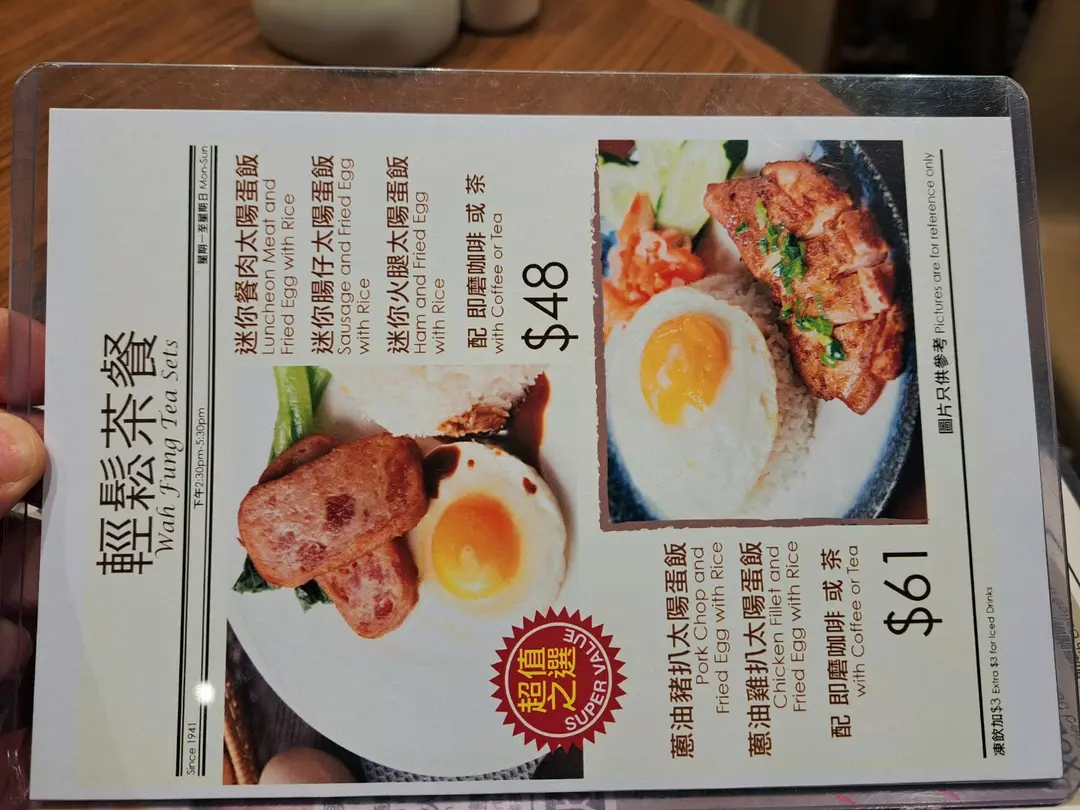 輕鬆茶餐
Wah Fung Tea Sets
Since 1941
下午2:30pm-5:30pm
星期一至星期日 Mon-Sun
迷你餐肉太陽蛋飯
Luncheon Meat and
Fried Egg with Rice
迷你腸仔太陽蛋飯
Sausage and Fried Egg
with Rice
迷你火腿太陽蛋飯
Ham and Fried Egg
with Rice
配 即磨咖啡 或 茶
with Coffee or Tea
$48
超值
之選
SUPER VALUE
蔥油豬扒太陽蛋飯
Pork Chop and
Fried Egg with Rice
蔥油雞扒太陽蛋飯
Chicken Fillet and
Fried Egg with Rice
配 即磨咖啡 或 茶
with Coffee or Tea
$61
圖片只供參考 Pictures are for reference only
凍飲加$3 Extra $3 for Iced Drinks